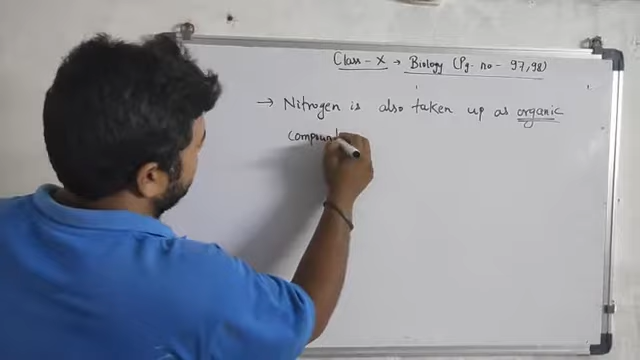 Class-X → Biology (Pg. no - 97,98)
→ Nitrogen is also taken up as organic
compound